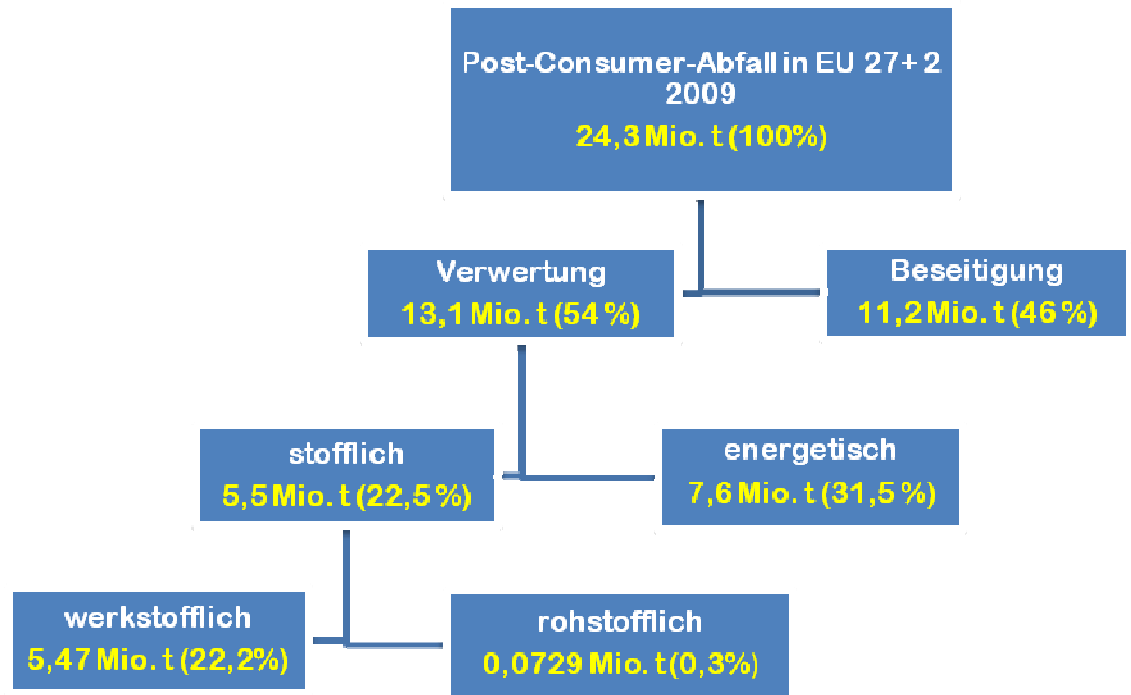 Post-Consumer-Abfall in EU 27+2
2009
24,3 Mio. t (100%)
Verwertung
13,1 Mio. t (54 %)
Beseitigung
11,2 Mio. t (46 %)
stofflich
5,5 Mio. t (22,5 %)
energetisch
7,6 Mio. t (31,5 %)
werkstofflich
5,47 Mio. t (22,2%)
rohstofflich
0,0729 Mio. t (0,3%)